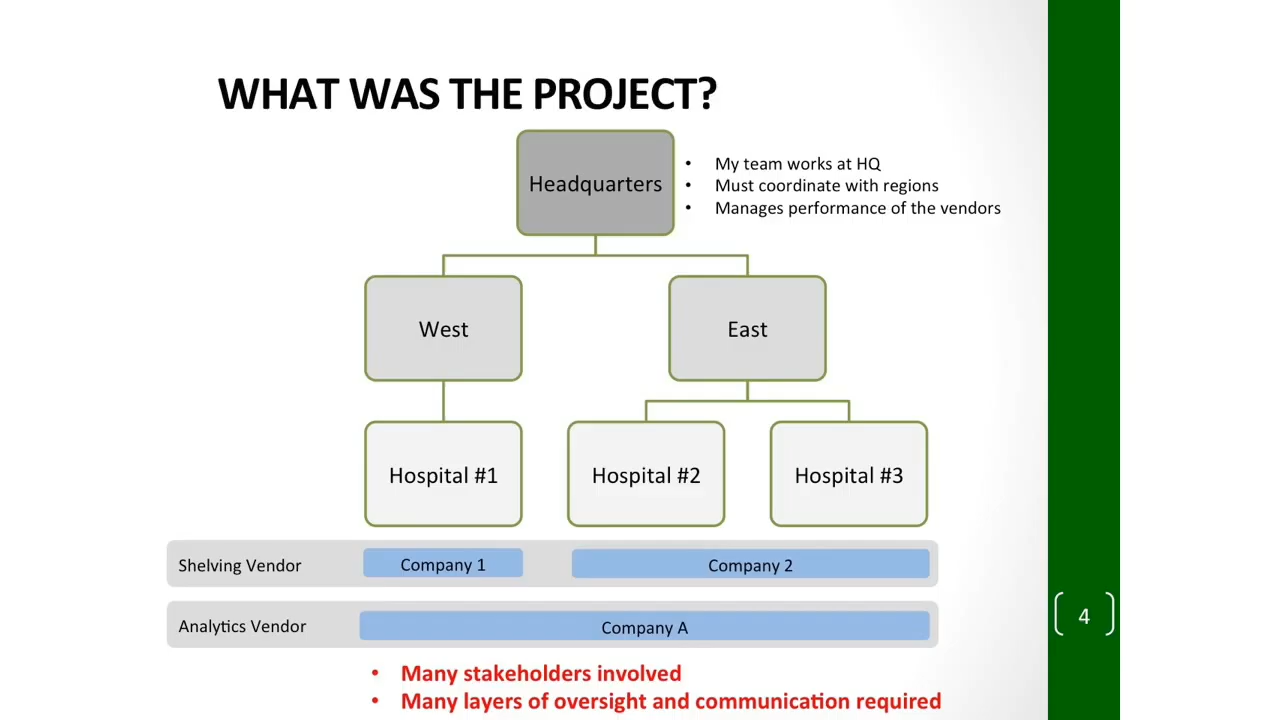 WHAT WAS THE PROJECT?
Headquarters
• My team works at HQ
• Must coordinate with regions
• Manages performance of the vendors
West
East
Hospital #1
Hospital #2
Hospital #3
Shelving Vendor
Company 1
Company 2
Analytics Vendor
Company A
4
• Many stakeholders involved
• Many layers of oversight and communication required